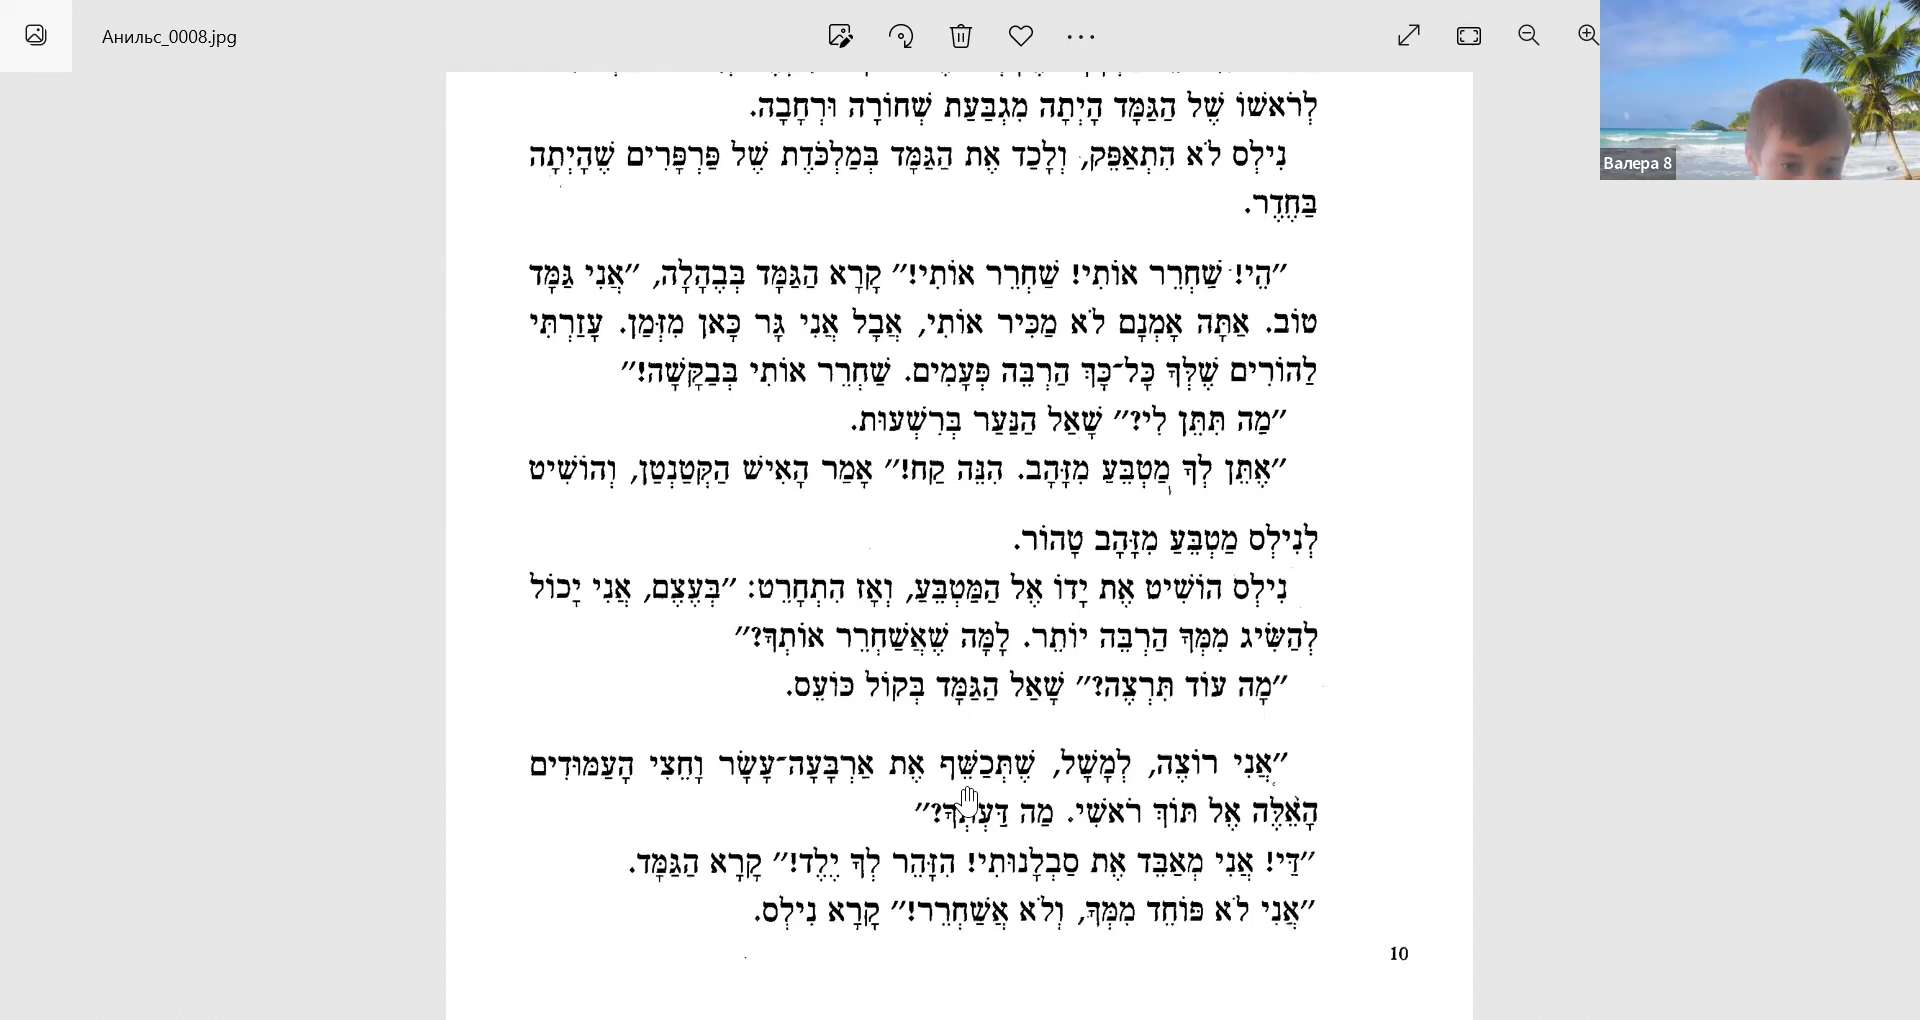 Анильс_0008.jpg
Валера 8
לְרֹאשׁוֹ שֶׁל הַגַּמָּד הָיְתָה מִגְבַּעַת שְׁחוֹרָה וּרְחָבָה.
נִילְס לֹא הִתְאַפֵּק, וְלָכַד אֶת הַגַּמָּד בְּמַלְכֹּדֶת שֶׁל פַּרְפָּרִים שֶׁהָיְתָה
בַּחֶדֶר.
״הֵי! שַׁחְרֵר אוֹתִי! שַׁחְרֵר אוֹתִי!״ קָרָא הַגַּמָּד בְּבֶהָלָה, ״אֲנִי גַּמָּד
טוֹב. אַתָּה אָמְנָם לֹא מַכִּיר אוֹתִי, אֲבָל אֲנִי גָּר כָּאן מִזְּמַן. עָזַרְתִּי
לַהוֹרִים שֶׁלְּךָ כָּל־כָּךְ הַרְבֵּה פְּעָמִים. שַׁחְרֵר אוֹתִי בְּבַקָּשָׁה!״
״מַה תִּתֵּן לִי?״ שָׁאַל הַנַּעַר בְּרִשְׁעוּת.
״אֶתֵּן לְךָ מַטְבֵּעַ מִזָּהָב. הִנֵּה קַח!״ אָמַר הָאִישׁ הַקְּטַנְטַן, וְהוֹשִׁיט
לְנִילְס מַטְבֵּעַ מִזָּהָב טָהוֹר.
נִילְס הוֹשִׁיט אֶת יָדוֹ אֶל הַמַּטְבֵּעַ, וְאָז הִתְחָרֵט: ״בְּעֶצֶם, אֲנִי יָכוֹל
לְהַשִּׂיג מִמְּךָ הַרְבֵּה יוֹתֵר. לָמָּה שֶׁאֲשַׁחְרֵר אוֹתְךָ?״
״מָה עוֹד תִּרְצֶה?״ שָׁאַל הַגַּמָּד בְּקוֹל כּוֹעֵס.
״אֲנִי רוֹצֶה, לְמָשָׁל, שֶׁתְּכַשֵּׁף אֶת אַרְבָּעָה־עָשָׂר וָחֵצִי הָעַמּוּדִים
הָאֵלֶּה אֶל תּוֹךְ רֹאשִׁי. מַה דַּעְתְּךָ?״
״דַּי! אֲנִי מְאַבֵּד אֶת סַבְלָנוּתִי! הִזָּהֵר לְךָ יֶלֶד!״ קָרָא הַגַּמָּד.
״אֲנִי לֹא פּוֹחֵד מִמְּךָ, וְלֹא אֲשַׁחְרֵר!״ קָרָא נִילְס.
10